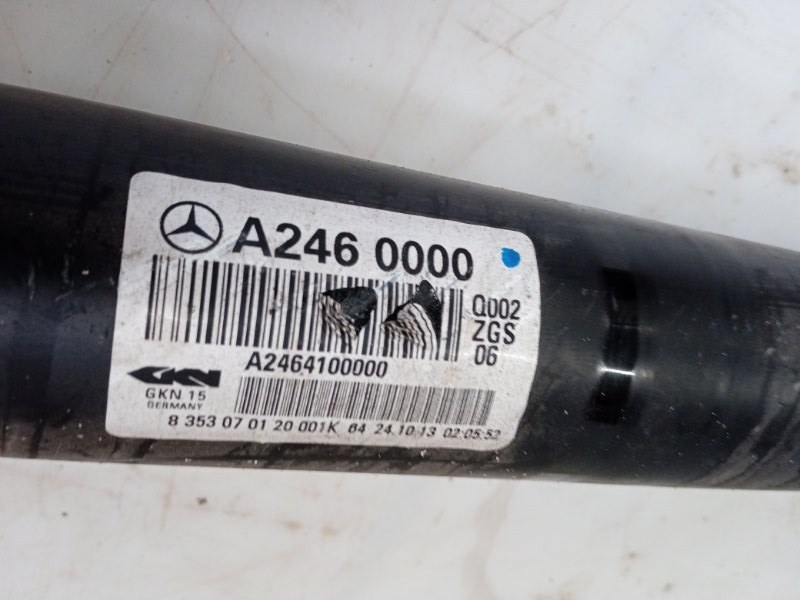 A246 0000
Q002
ZGS
06
A2464100000
GKN
GKN 15
GERMANY
8 353 07 01 20 001K 64 24.10.13 02:05:52